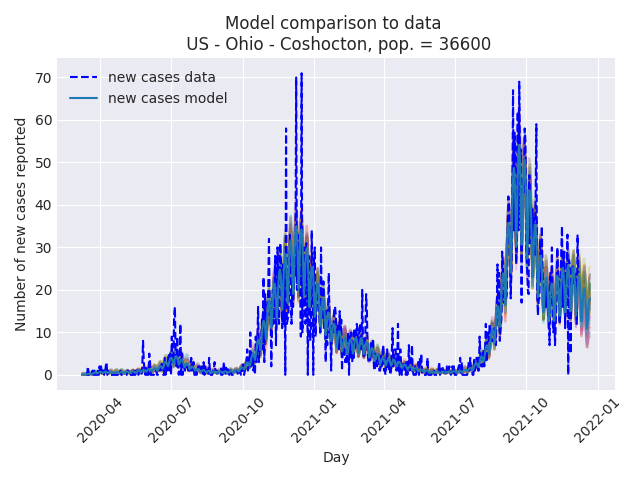 Model comparison to data
US - Ohio - Coshocton, pop. = 36600
new cases data
new cases model
Number of new cases reported
70
60
50
40
30
20
10
0
2020-04
2020-07
2020-10
2021-01
2021-04
2021-07
2021-10
2022-01
Day